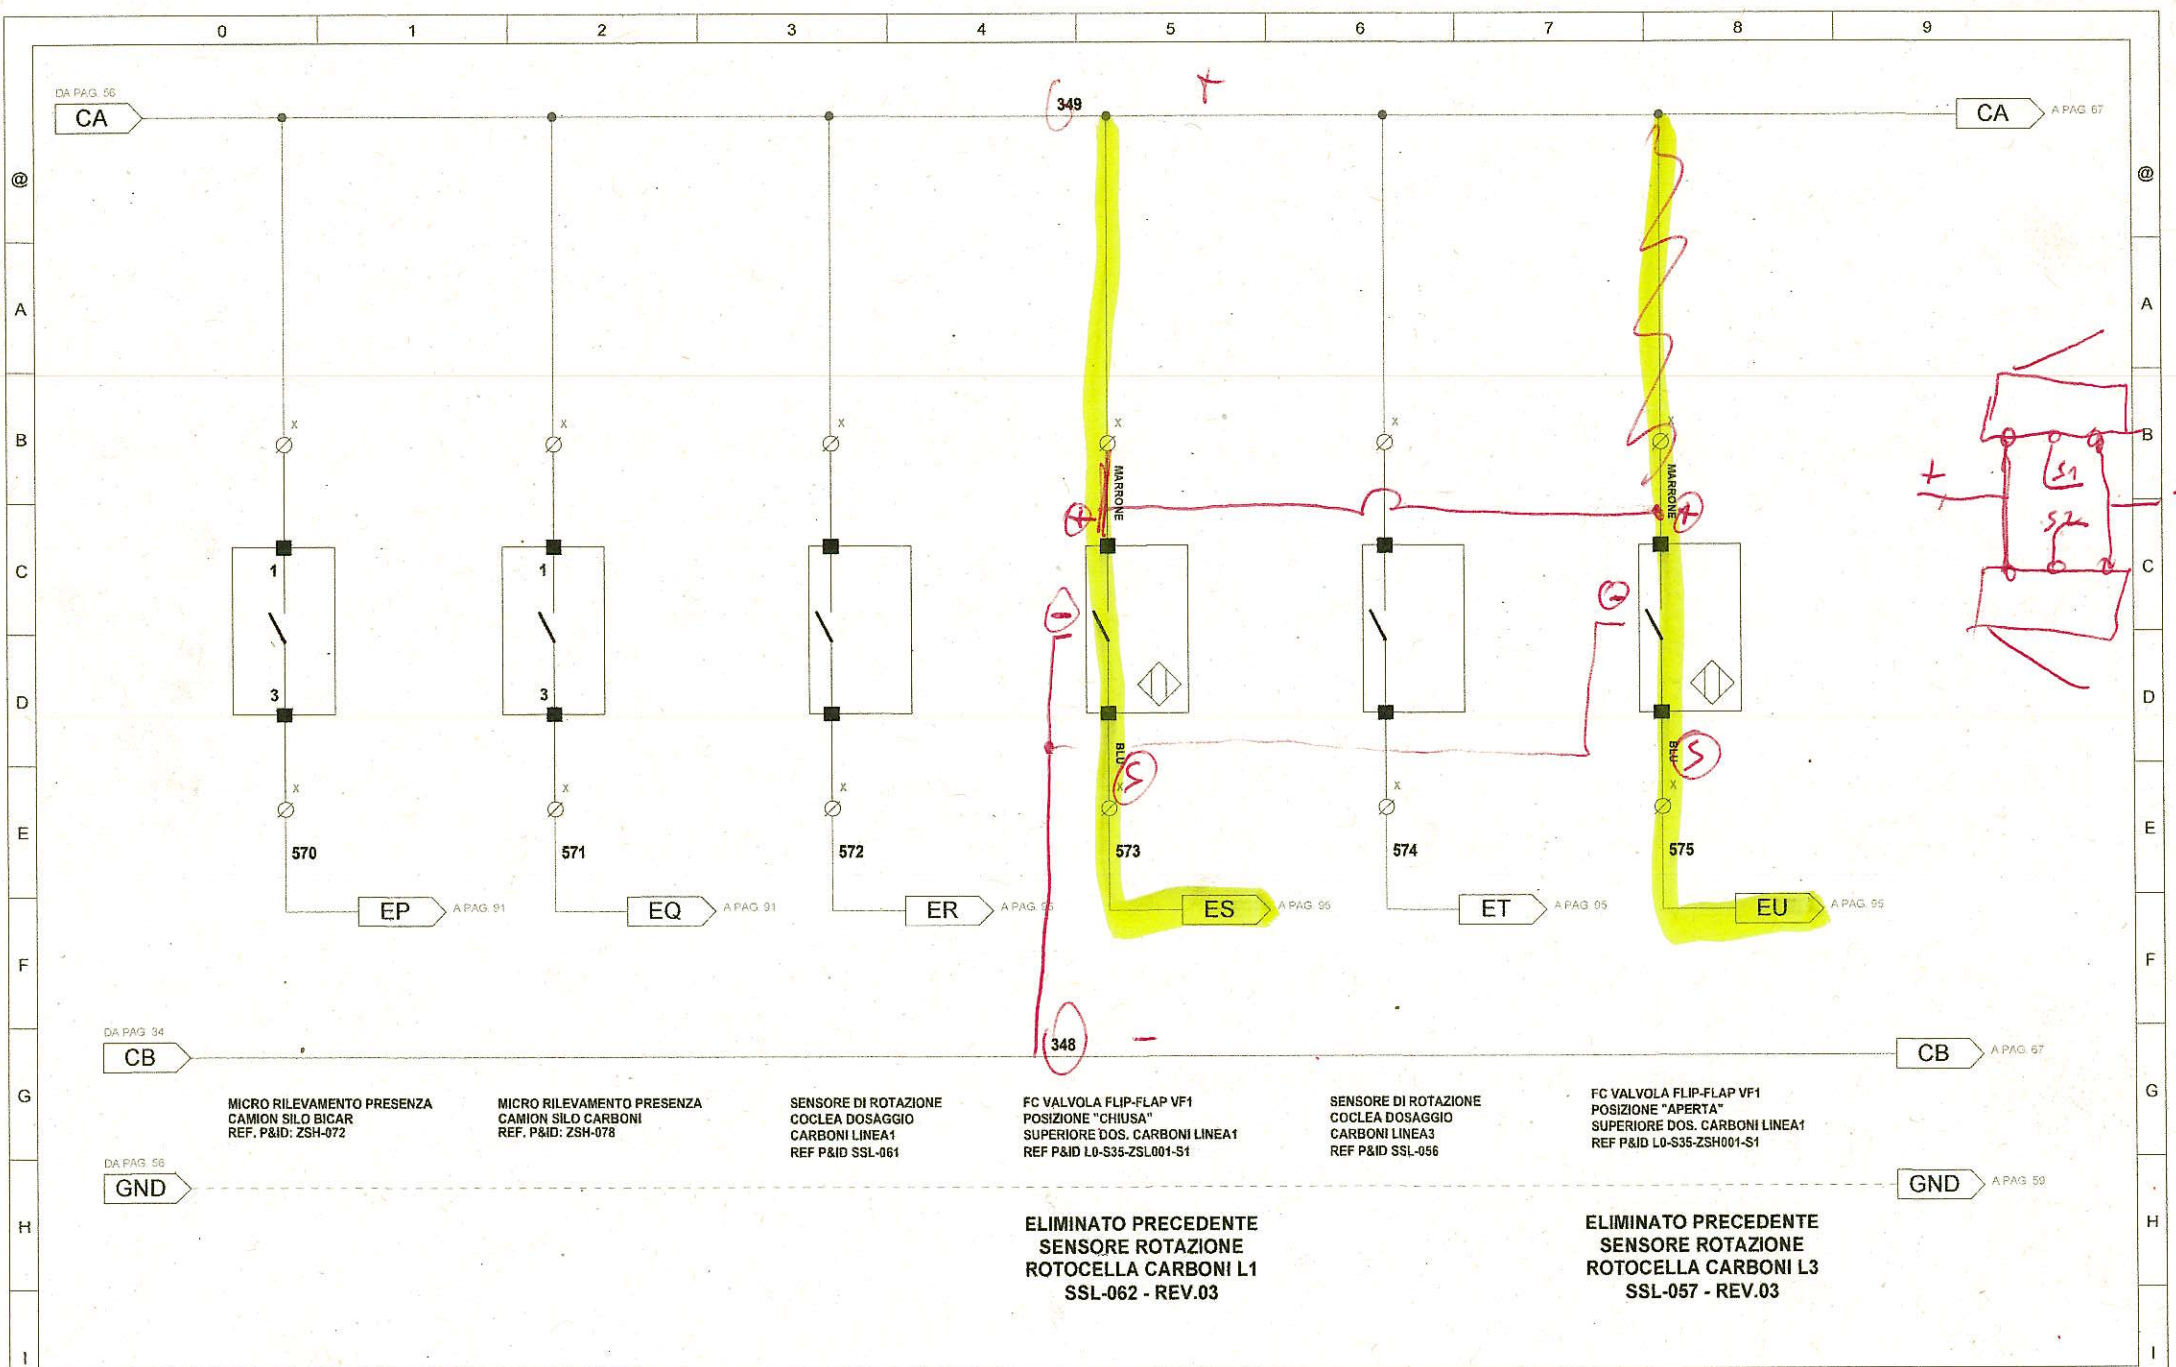 0 1 2 3 4 5 6 7 8 9
DA PAG. 56
CA
349
+
CA
A PAG. 67
@
@
A
A
X
X
X
X
X
X
B
B
MARRONE
MARRONE
+
+
+
S1
S2
1
1
C
C
-
-
3
3
D
D
BLU
BLU
S
S
X
X
X
X
X
X
E
E
570
571
572
573
574
575
EP
A PAG. 91
EQ
A PAG. 91
ER
A PAG.
ES
A PAG. 95
ET
A PAG. 95
EU
A PAG. 95
F
F
DA PAG. 34
CB
348
-
CB
A PAG. 67
G
G
MICRO RILEVAMENTO PRESENZA
CAMION SILO BICAR
REF. P&ID: ZSH-072
MICRO RILEVAMENTO PRESENZA
CAMION SILO CARBONI
REF. P&ID: ZSH-078
SENSORE DI ROTAZIONE
COCLEA DOSAGGIO
CARBONI LINEA1
REF P&ID SSL-061
FC VALVOLA FLIP-FLAP VF1
POSIZIONE "CHIUSA"
SUPERIORE DOS. CARBONI LINEA1
REF P&ID L0-S35-ZSL001-S1
SENSORE DI ROTAZIONE
COCLEA DOSAGGIO
CARBONI LINEA3
REF P&ID SSL-056
FC VALVOLA FLIP-FLAP VF1
POSIZIONE "APERTA"
SUPERIORE DOS. CARBONI LINEA1
REF P&ID L0-S35-ZSH001-S1
DA PAG. 56
GND
GND
A PAG. 59
H
H
ELIMINATO PRECEDENTE
SENSORE ROTAZIONE
ROTOCELLA CARBONI L1
SSL-062 - REV.03
ELIMINATO PRECEDENTE
SENSORE ROTAZIONE
ROTOCELLA CARBONI L3
SSL-057 - REV.03
I
I